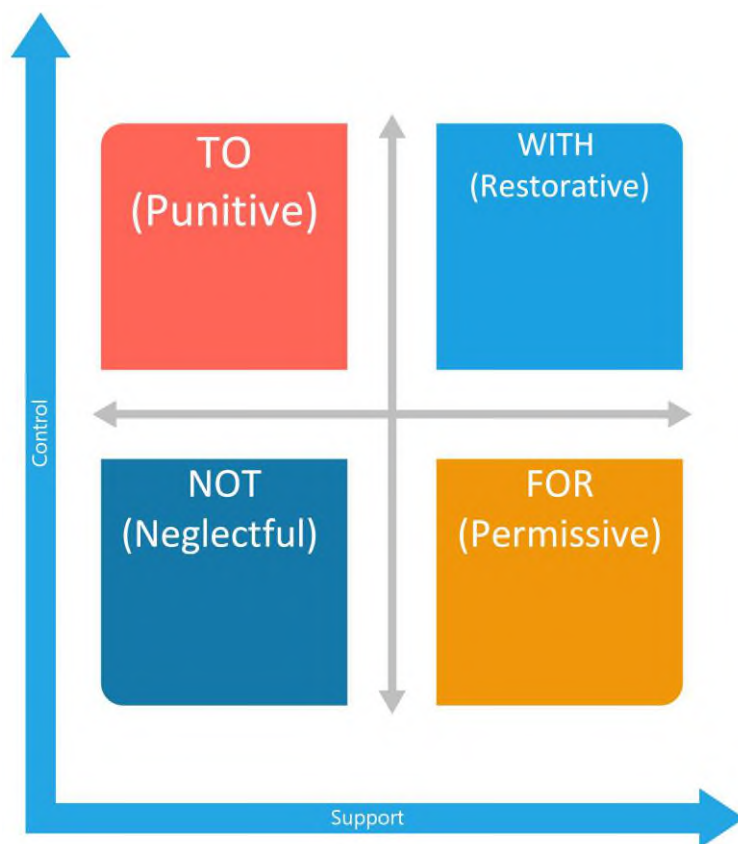 TO
(Punitive)
WITH
(Restorative)
Control
NOT
(Neglectful)
FOR
(Permissive)
Support